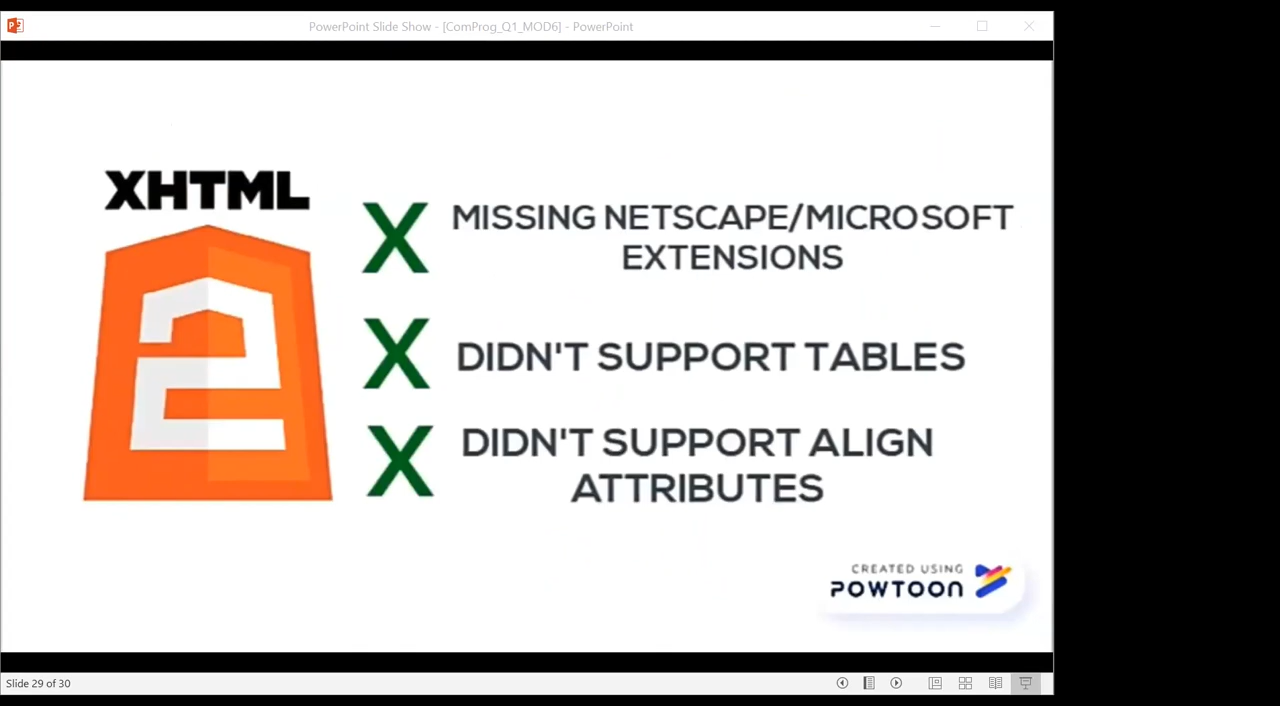 PowerPoint Slide Show - [ComProg_Q1_MOD6] - PowerPoint
XHTML
2
X MISSING NETSCAPE/MICROSOFT
EXTENSIONS
X DIDN'T SUPPORT TABLES
X DIDN'T SUPPORT ALIGN
ATTRIBUTES
CREATED USING
POWTOON
Slide 29 of 30